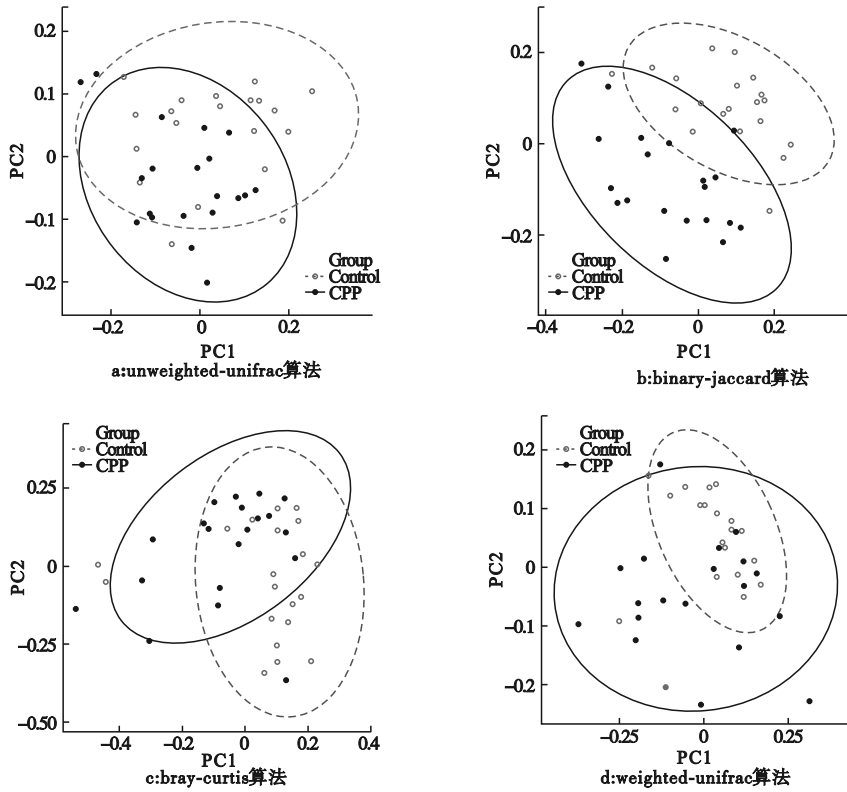 0.2
0.1
0
−0.1
−0.2
PC2
Group
Control
CPP
−0.2
0
0.2
PC1
a:unweighted-unifrac算法
0.2
0
−0.2
PC2
Group
Control
CPP
−0.4
−0.2
0
0.2
PC1
b:binary-jaccard算法
Group
Control
CPP
0.25
0
−0.25
−0.50
PC2
−0.4
−0.2
0
0.2
0.4
PC1
c:bray-curtis算法
Group
Control
CPP
0.2
0.1
0
−0.1
−0.2
PC2
−0.25
0
0.25
PC1
d:weighted-unifrac算法